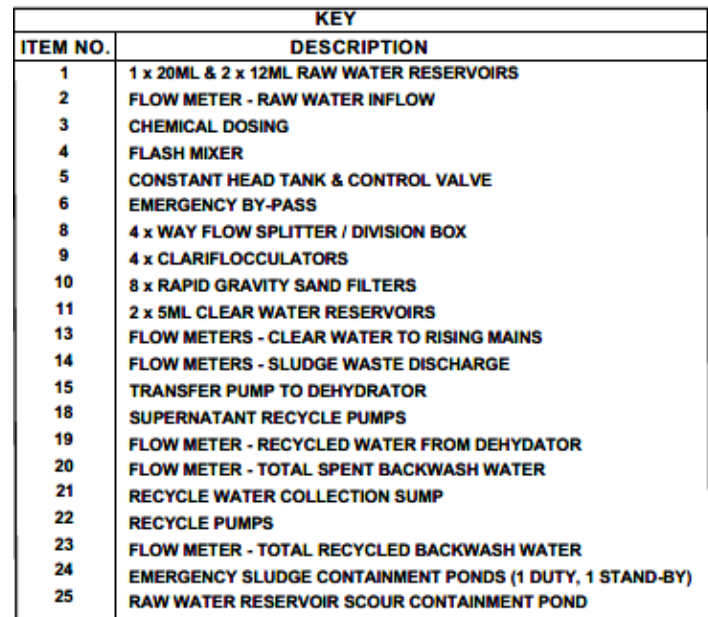 KEY
ITEM NO. DESCRIPTION
1 1 x 20ML & 2 x 12ML RAW WATER RESERVOIRS
2 FLOW METER - RAW WATER INFLOW
3 CHEMICAL DOSING
4 FLASH MIXER
5 CONSTANT HEAD TANK & CONTROL VALVE
6 EMERGENCY BY-PASS
8 4 x WAY FLOW SPLITTER / DIVISION BOX
9 4 x CLARIFLOCCULATORS
10 8 x RAPID GRAVITY SAND FILTERS
11 2 x 5ML CLEAR WATER RESERVOIRS
13 FLOW METERS - CLEAR WATER TO RISING MAINS
14 FLOW METERS - SLUDGE WASTE DISCHARGE
15 TRANSFER PUMP TO DEHYDRATOR
18 SUPERNATANT RECYCLE PUMPS
19 FLOW METER - RECYCLED WATER FROM DEHYDATOR
20 FLOW METER - TOTAL SPENT BACKWASH WATER
21 RECYCLE WATER COLLECTION SUMP
22 RECYCLE PUMPS
23 FLOW METER - TOTAL RECYCLED BACKWASH WATER
24 EMERGENCY SLUDGE CONTAINMENT PONDS (1 DUTY, 1 STAND-BY)
25 RAW WATER RESERVOIR SCOUR CONTAINMENT POND